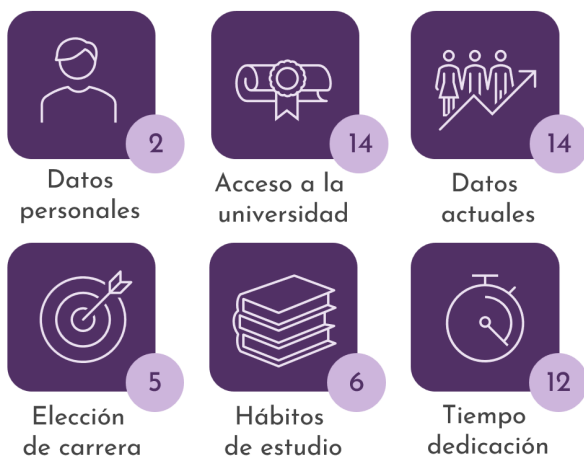 2
Datos
personales
14
Acceso a la
universidad
14
Datos
actuales
5
Elección
de carrera
6
Hábitos
de estudio
12
Tiempo
dedicación